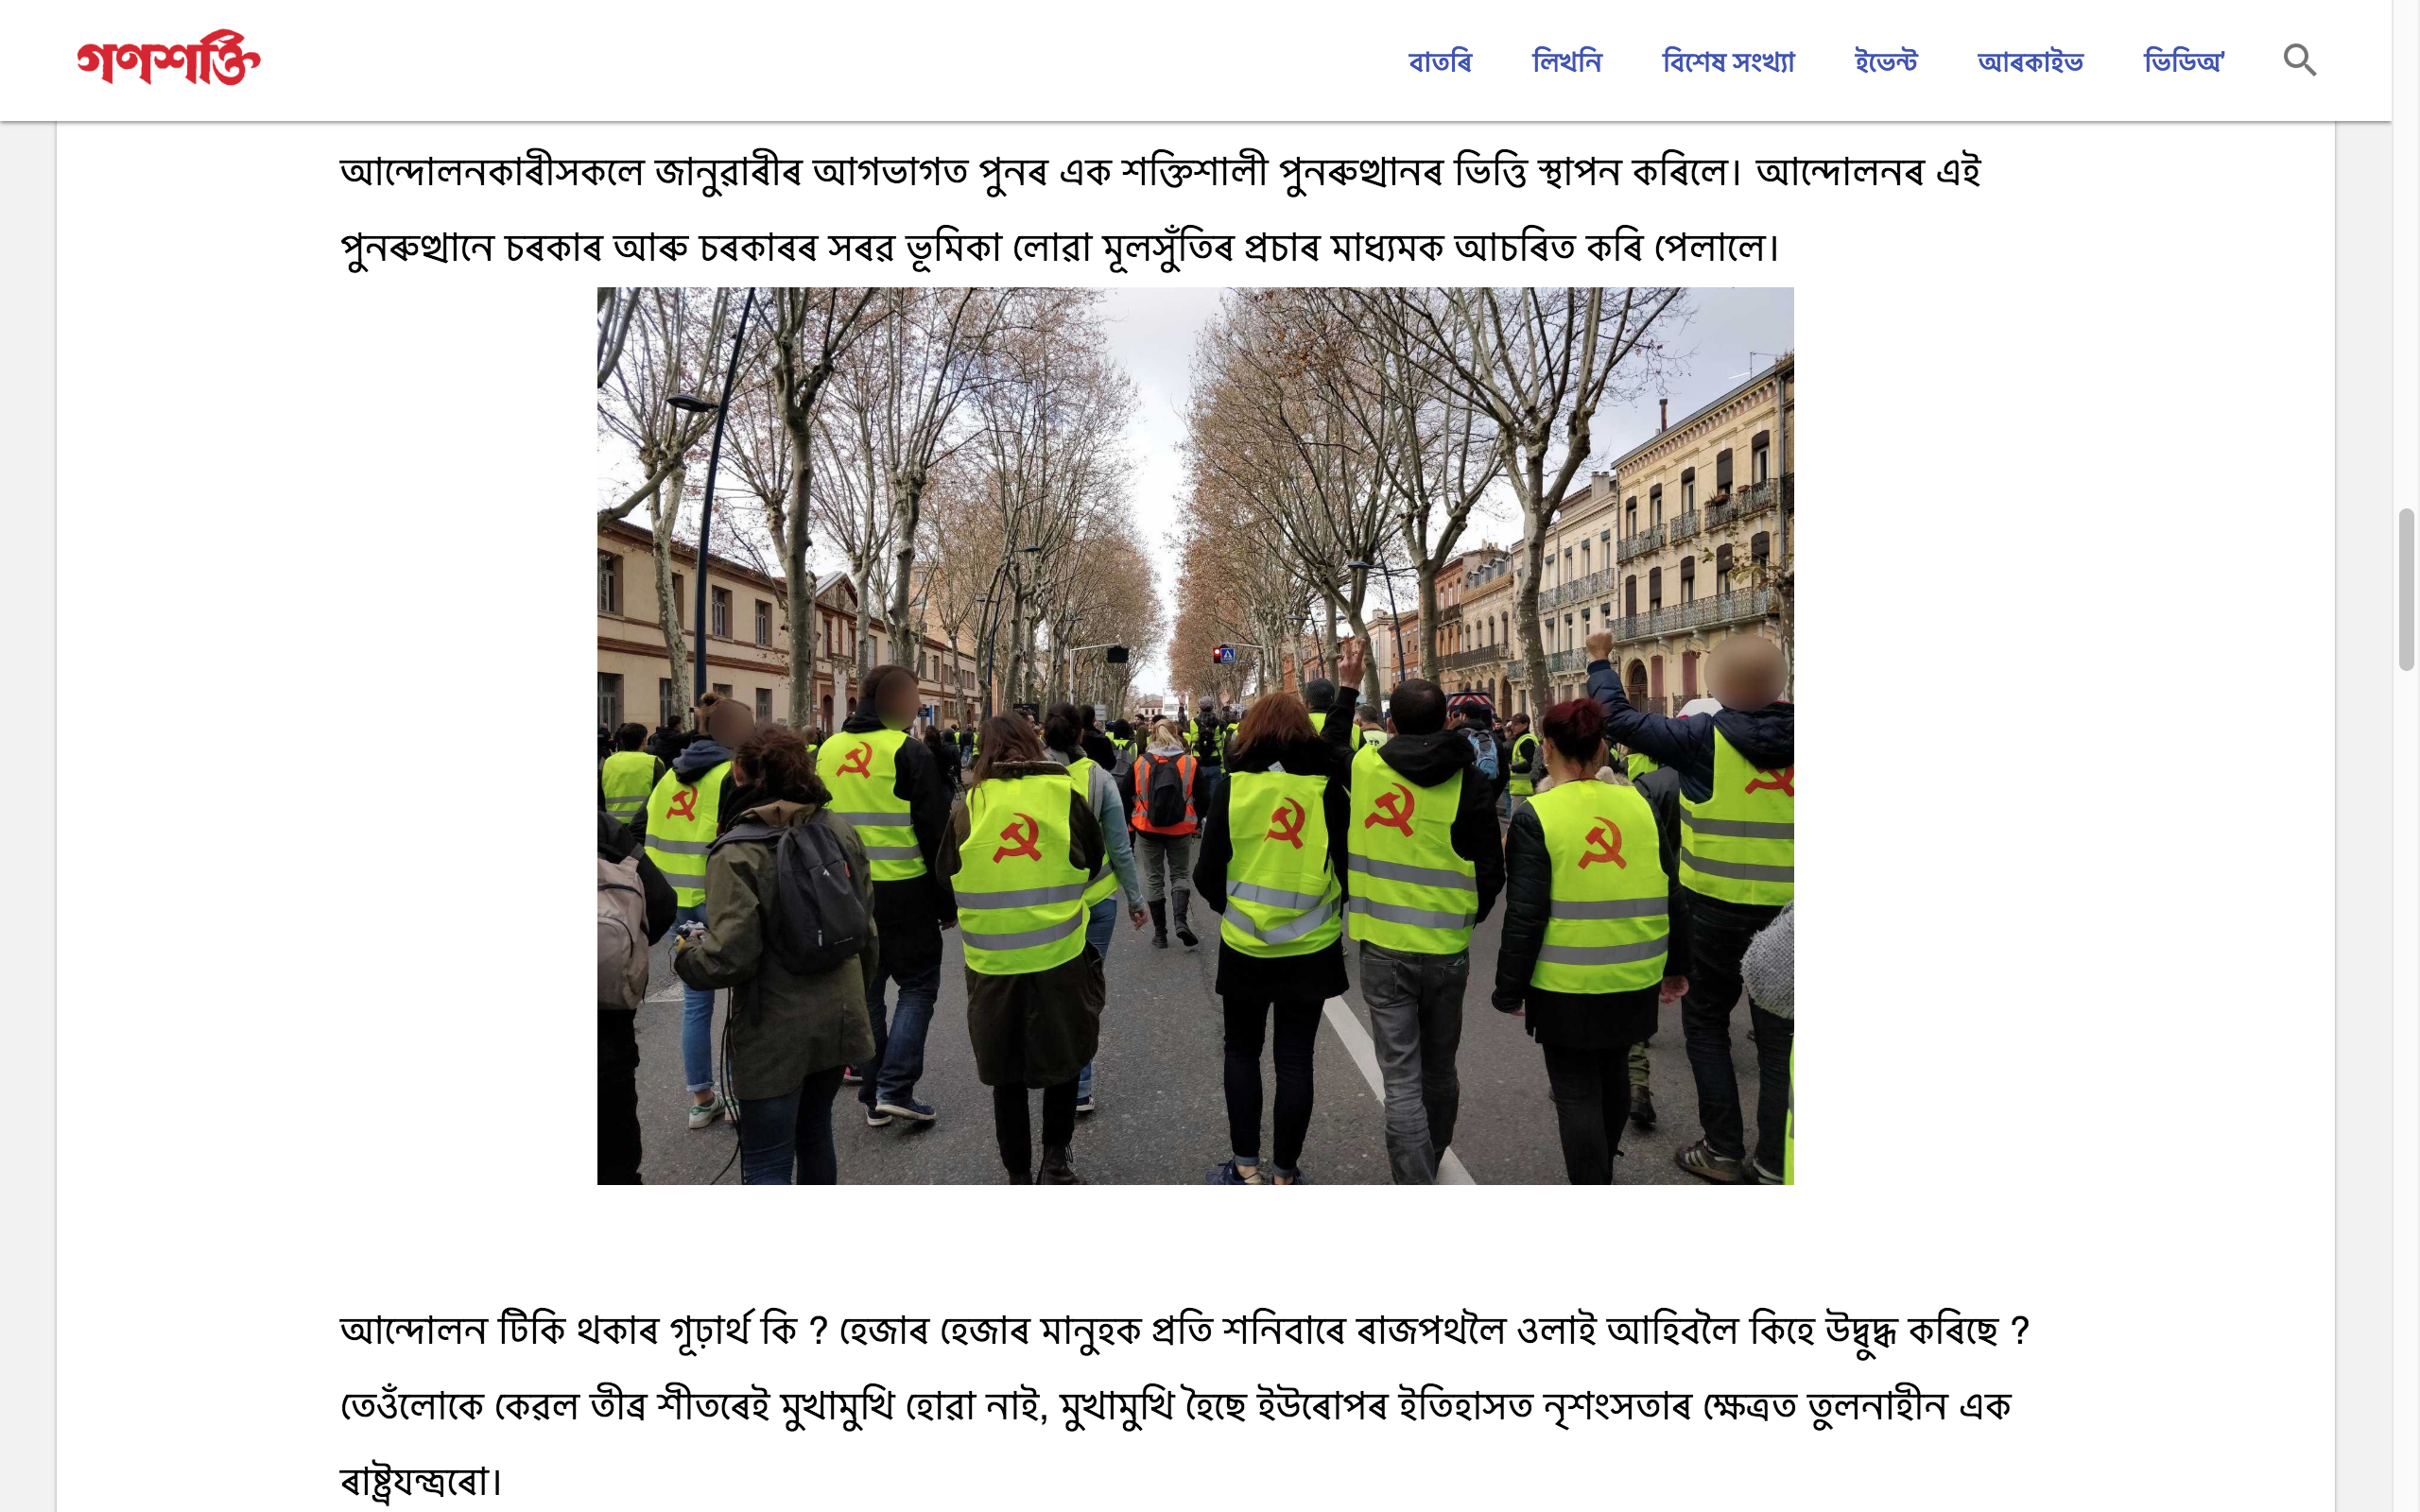 গণশক্তি
বাতৰি লিখনি বিশেষ সংখ্যা ইভেন্ট আৰকাইভ ভিডিঅ'
আন্দোলনকাৰীসকলে জানুৱাৰীৰ আগভাগত পুনৰ এক শক্তিশালী পুনৰুত্থানৰ ভিত্তি স্থাপন কৰিলে। আন্দোলনৰ এই
পুনৰুত্থানে চৰকাৰ আৰু চৰকাৰৰ সৰৱ ভূমিকা লোৱা মূলসুঁতিৰ প্ৰচাৰ মাধ্যমক আচৰিত কৰি পেলালে।
আন্দোলন টিকি থকাৰ গূঢ়াৰ্থ কি ? হেজাৰ হেজাৰ মানুহক প্ৰতি শনিবাৰে ৰাজপথলৈ ওলাই আহিবলৈ কিহে উদ্বুদ্ধ কৰিছে ?
তেওঁলোকে কেৱল তীব্ৰ শীতৰেই মুখামুখি হোৱা নাই, মুখামুখি হৈছে ইউৰোপৰ ইতিহাসত নৃশংসতাৰ ক্ষেত্ৰত তুলনাহীন এক
ৰাষ্ট্ৰযন্ত্ৰৰো।